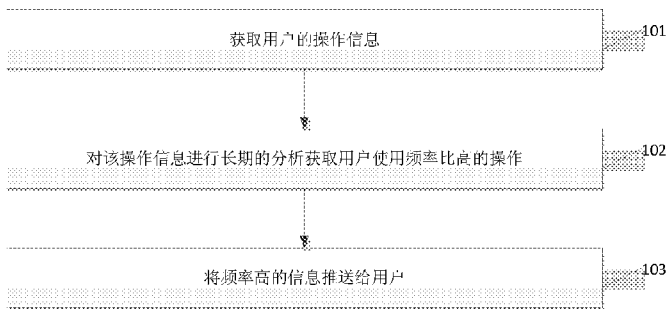 获取用户的操作信息
101
对该操作信息进行长期的分析获取用户使用频率比高的操作
102
将频率高的信息推送给用户
103